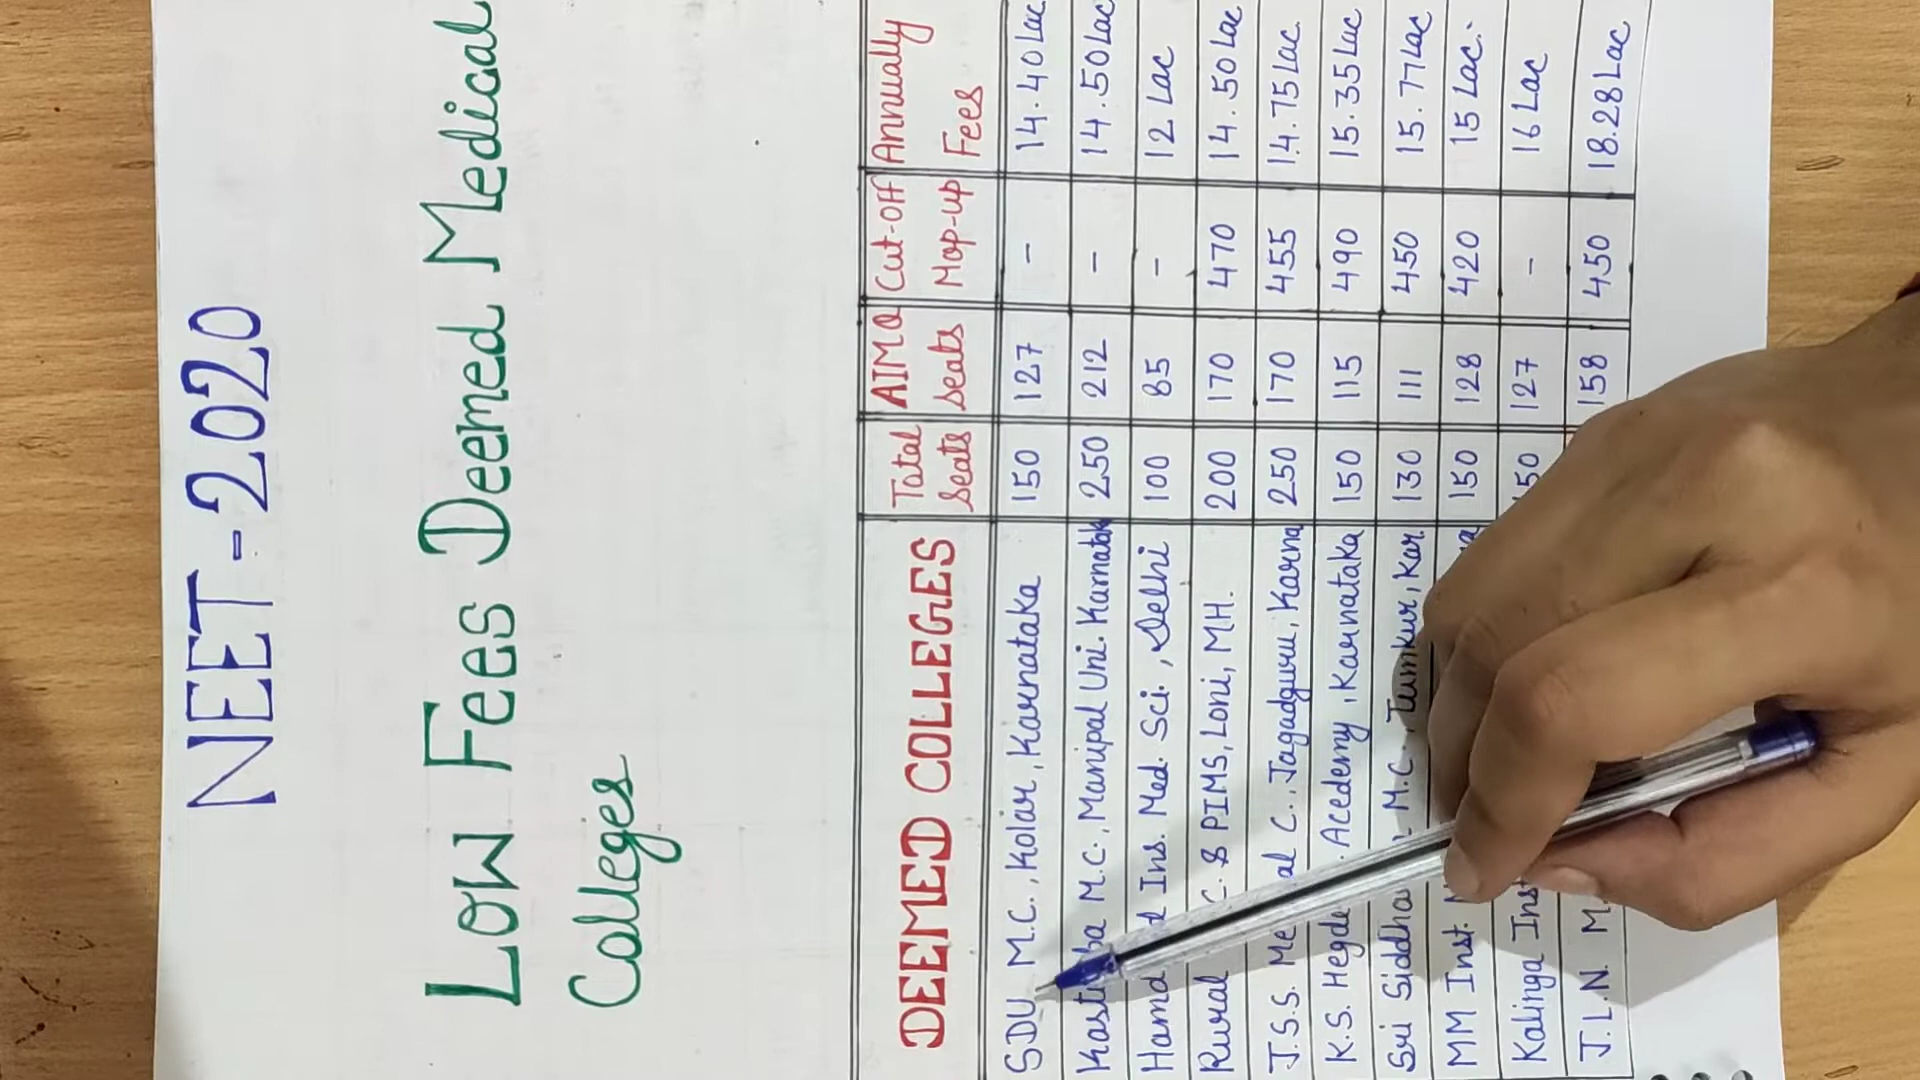 NEET-2020
Low Fees Deemed Medical
Colleges
DEEMED COLLEGES Total Seats AIMQ Seats Cut-off Mop-up Annually Fees
SDU M.C., Kolar, Karnataka 150 127 - 14.40 Lac
M.C. Manipal Uni. Karnatak 250 212 - 14.50 Lac
Ins. Med. Sci., Delhi 100 85 - 12 Lac
Rural C. & PIMS, Loni, MH. 200 170 470 14.50 Lac
J.S.S. C., Jagadguru, Karna 250 170 455 14.75 Lac
K.S. Hegde Acedemy, Karnataka 150 115 490 15.35 Lac
Sri M.C., Tumkur, Kar. 130 111 450 15.77 Lac
MM Inst. 150 128 420 15 Lac.
Kalinga 127 - 16 Lac
J.L.N. 158 450 18.28 Lac